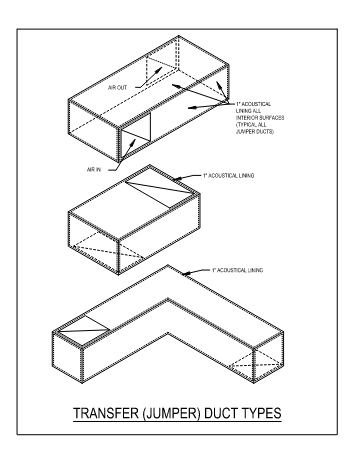 AIR OUT
1" ACOUSTICAL
LINING ALL
INTERIOR SURFACES
(TYPICAL ALL
JUMPER DUCTS)
AIR IN
1" ACOUSTICAL LINING
1" ACOUSTICAL LINING
TRANSFER (JUMPER) DUCT TYPES